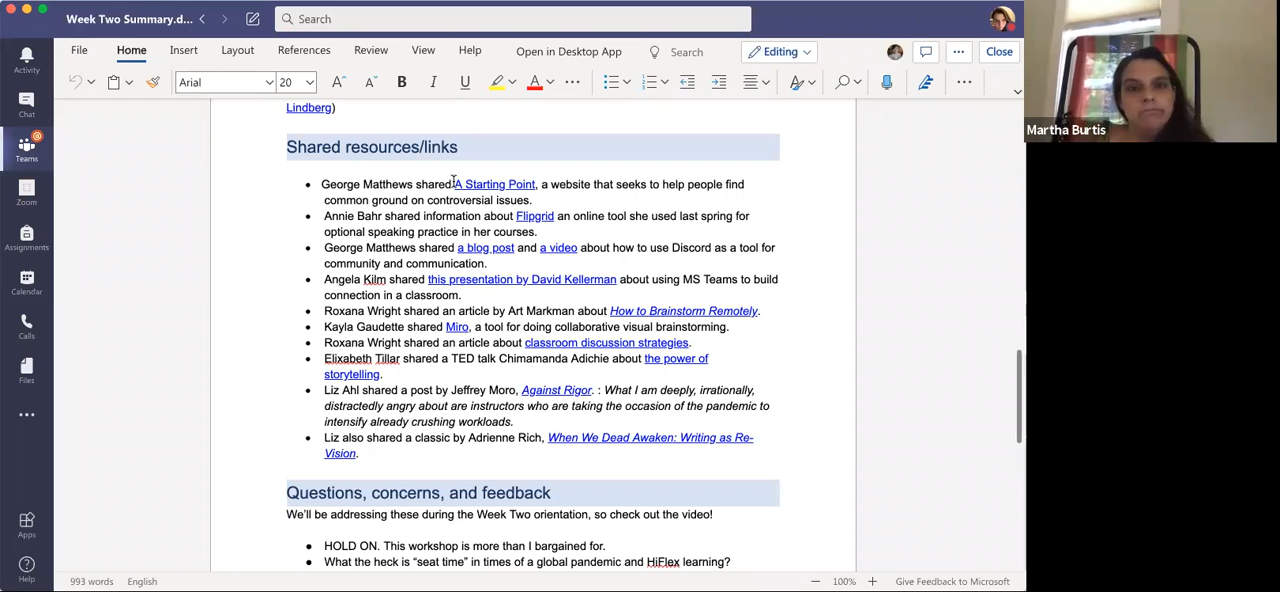 Week Two Summary.d...
Search
File
Home
Insert
Layout
References
Review
View
Help
Open in Desktop App
Search
Editing
Close
Arial
20
Activity
Chat
Teams
Zoom
Assignments
Calendar
Calls
Files
Apps
Help
Martha Burtis
Lindberg)
Shared resources/links
George Matthews shared A Starting Point, a website that seeks to help people find
common ground on controversial issues.
Annie Bahr shared information about Flipgrid an online tool she used last spring for
optional speaking practice in her courses.
George Matthews shared a blog post and a video about how to use Discord as a tool for
community and communication.
Angela Kilm shared this presentation by David Kellerman about using MS Teams to build
connection in a classroom.
Roxana Wright shared an article by Art Markman about How to Brainstorm Remotely.
Kayla Gaudette shared Miro, a tool for doing collaborative visual brainstorming.
Roxana Wright shared an article about classroom discussion strategies.
Elixabeth Tillar shared a TED talk Chimamanda Adichie about the power of
storytelling.
Liz Ahl shared a post by Jeffrey Moro, Against Rigor. : What I am deeply, irrationally,
distractedly angry about are instructors who are taking the occasion of the pandemic to
intensify already crushing workloads.
Liz also shared a classic by Adrienne Rich, When We Dead Awaken: Writing as Re-
Vision.
Questions, concerns, and feedback
We'll be addressing these during the Week Two orientation, so check out the video!
HOLD ON. This workshop is more than I bargained for.
What the heck is “seat time” in times of a global pandemic and HiFlex learning?
993 words
English
100%
Give Feedback to Microsoft